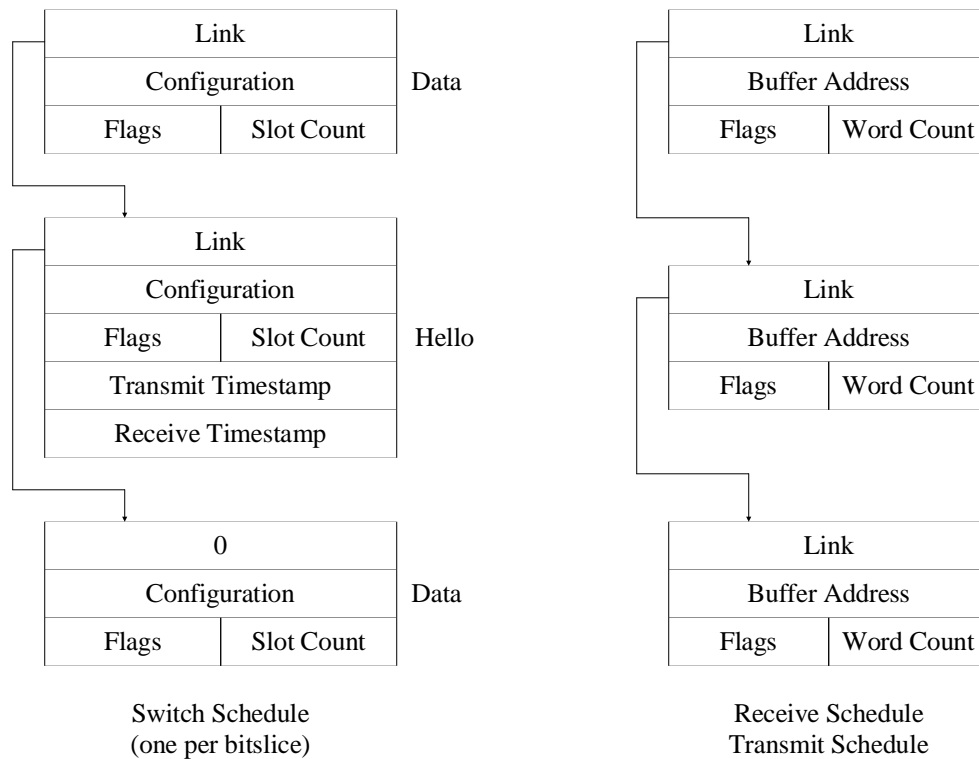 Link
Configuration
Data
Flags
Slot Count
Link
Configuration
Flags
Slot Count
Hello
Transmit Timestamp
Receive Timestamp
0
Configuration
Data
Flags
Slot Count
Switch Schedule
(one per bitslice)
Link
Buffer Address
Flags
Word Count
Link
Buffer Address
Flags
Word Count
Link
Buffer Address
Flags
Word Count
Receive Schedule
Transmit Schedule